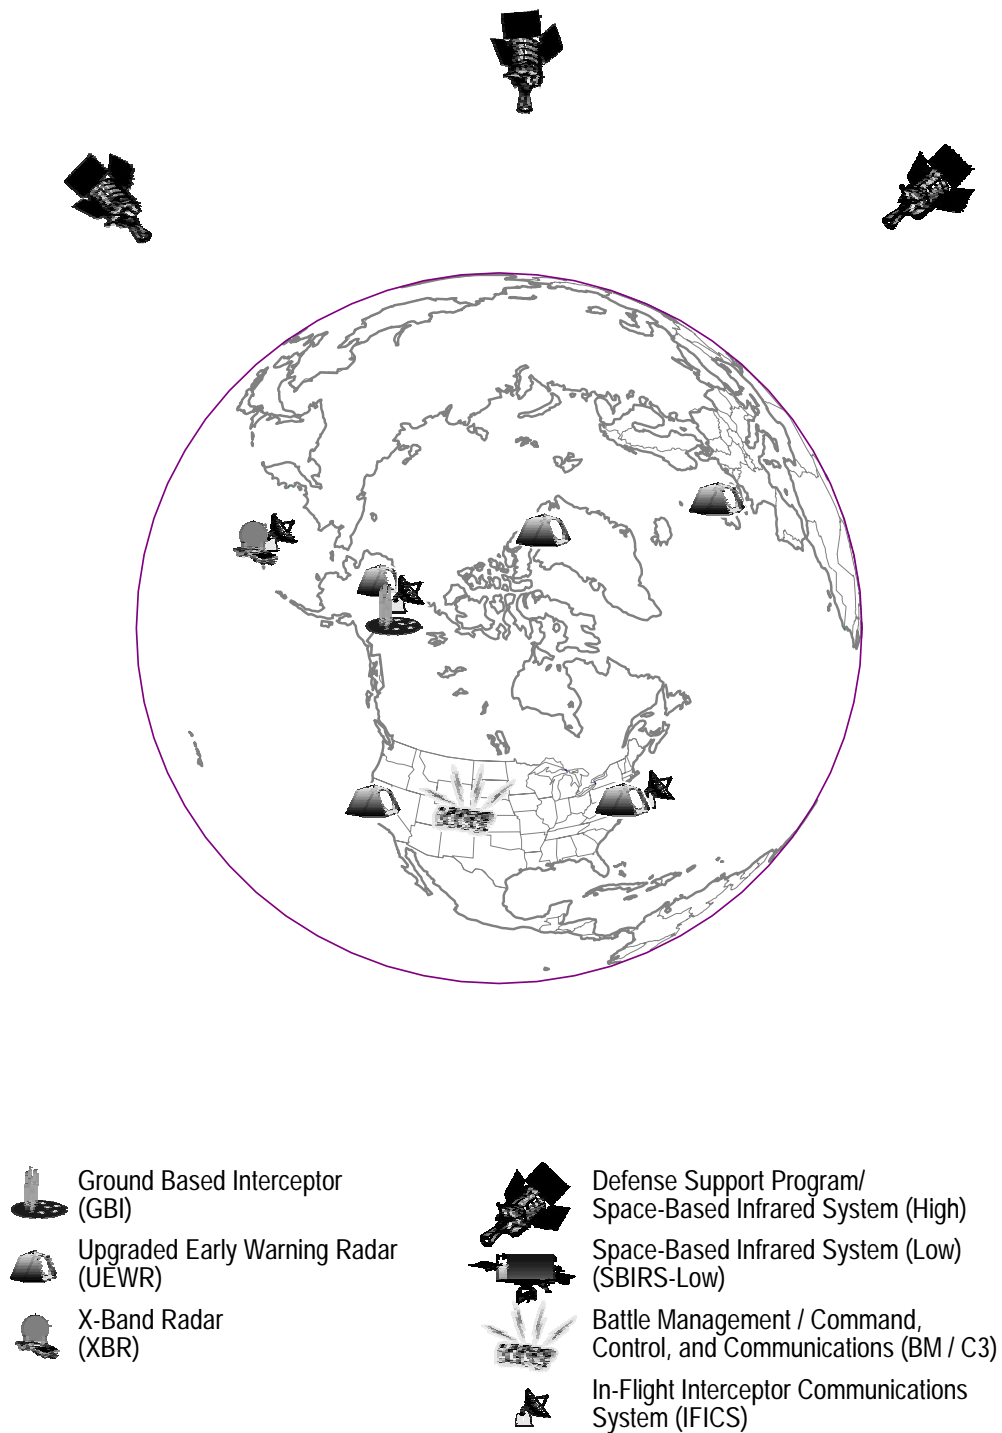 Ground Based Interceptor
(GBI)
Upgraded Early Warning Radar
(UEWR)
X-Band Radar
(XBR)
Defense Support Program/
Space-Based Infrared System (High)
Space-Based Infrared System (Low)
(SBIRS-Low)
Battle Management / Command,
Control, and Communications (BM / C3)
In-Flight Interceptor Communications
System (IFICS)